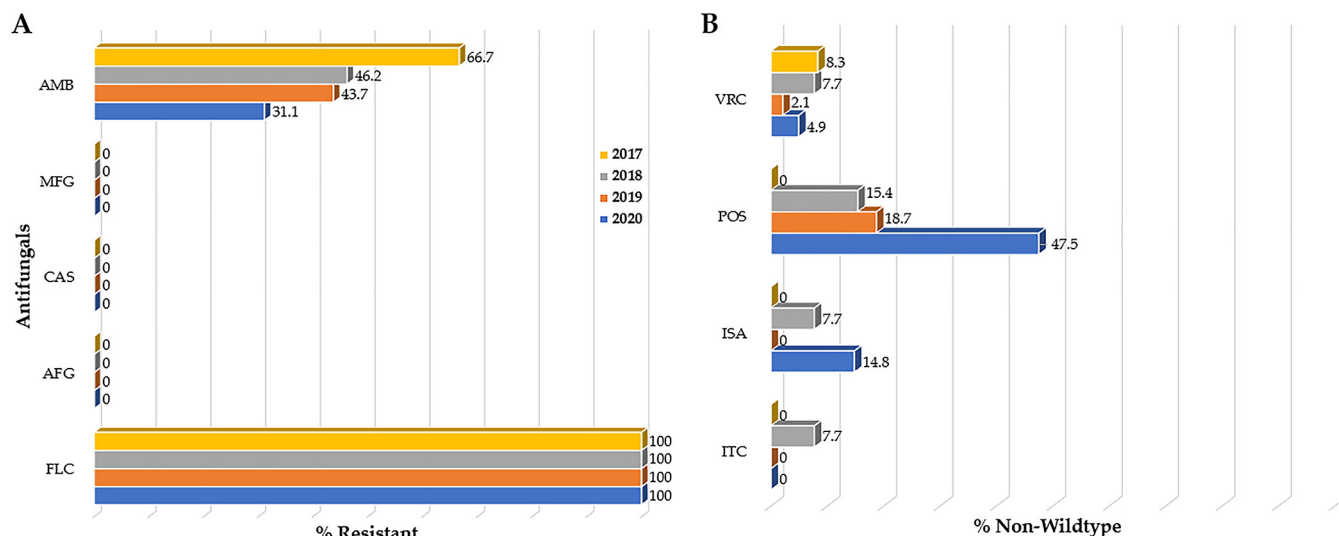 A
Antifungals
AMB
66.7
46.2
43.7
31.1
MFG
0
0
0
0
CAS
0
0
0
0
AFG
0
0
0
0
FLC
100
100
100
100
% Resistant
2017
2018
2019
2020
B
VRC
8.3
7.7
2.1
4.9
POS
0
15.4
18.7
47.5
ISA
0
7.7
0
14.8
ITC
0
7.7
0
0
% Non-Wildtype